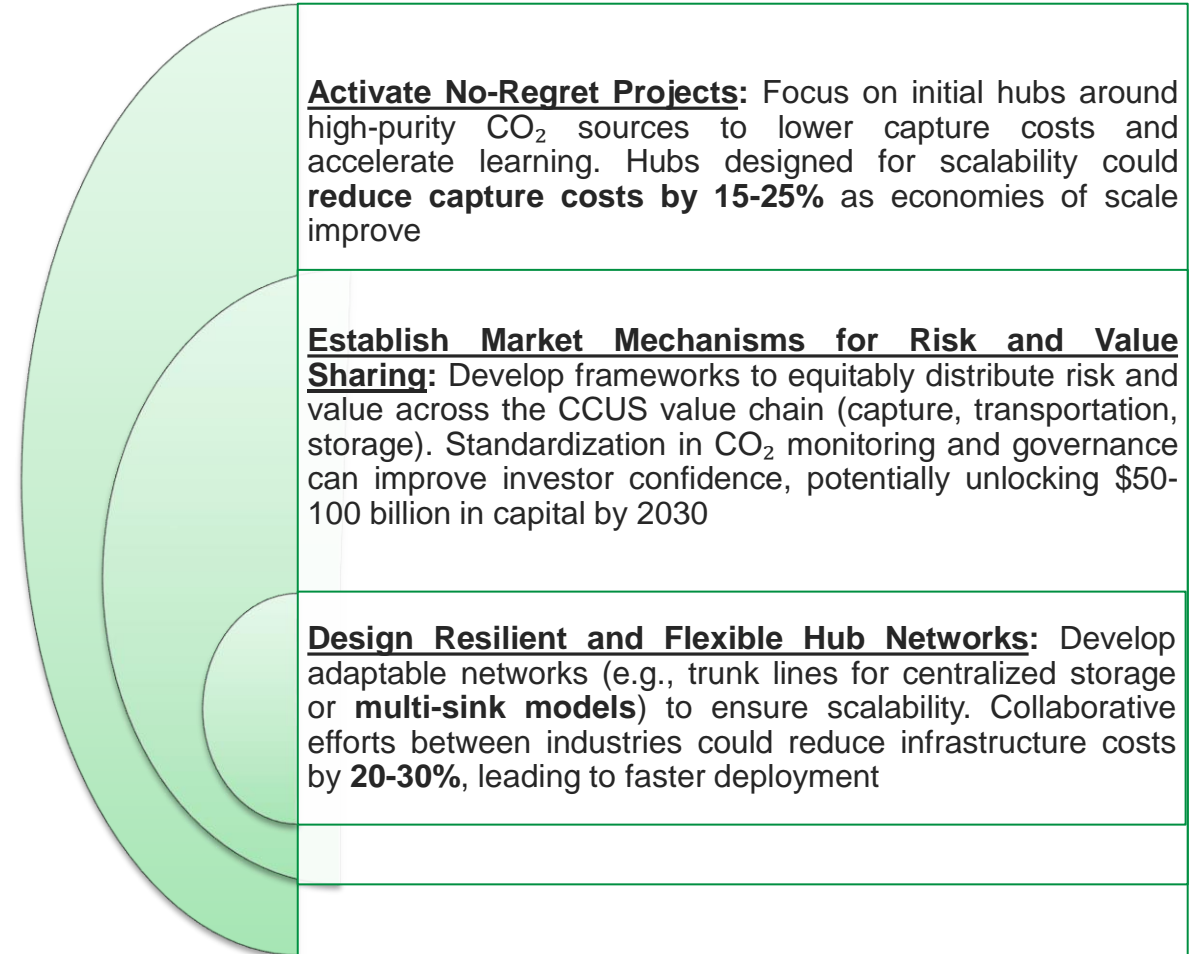 Activate No-Regret Projects: Focus on initial hubs around
high-purity CO₂ sources to lower capture costs and
accelerate learning. Hubs designed for scalability could
reduce capture costs by 15-25% as economies of scale
improve
Establish Market Mechanisms for Risk and Value
Sharing: Develop frameworks to equitably distribute risk and
value across the CCUS value chain (capture, transportation,
storage). Standardization in CO₂ monitoring and governance
can improve investor confidence, potentially unlocking $50-
100 billion in capital by 2030
Design Resilient and Flexible Hub Networks: Develop
adaptable networks (e.g., trunk lines for centralized storage
or multi-sink models) to ensure scalability. Collaborative
efforts between industries could reduce infrastructure costs
by 20-30%, leading to faster deployment